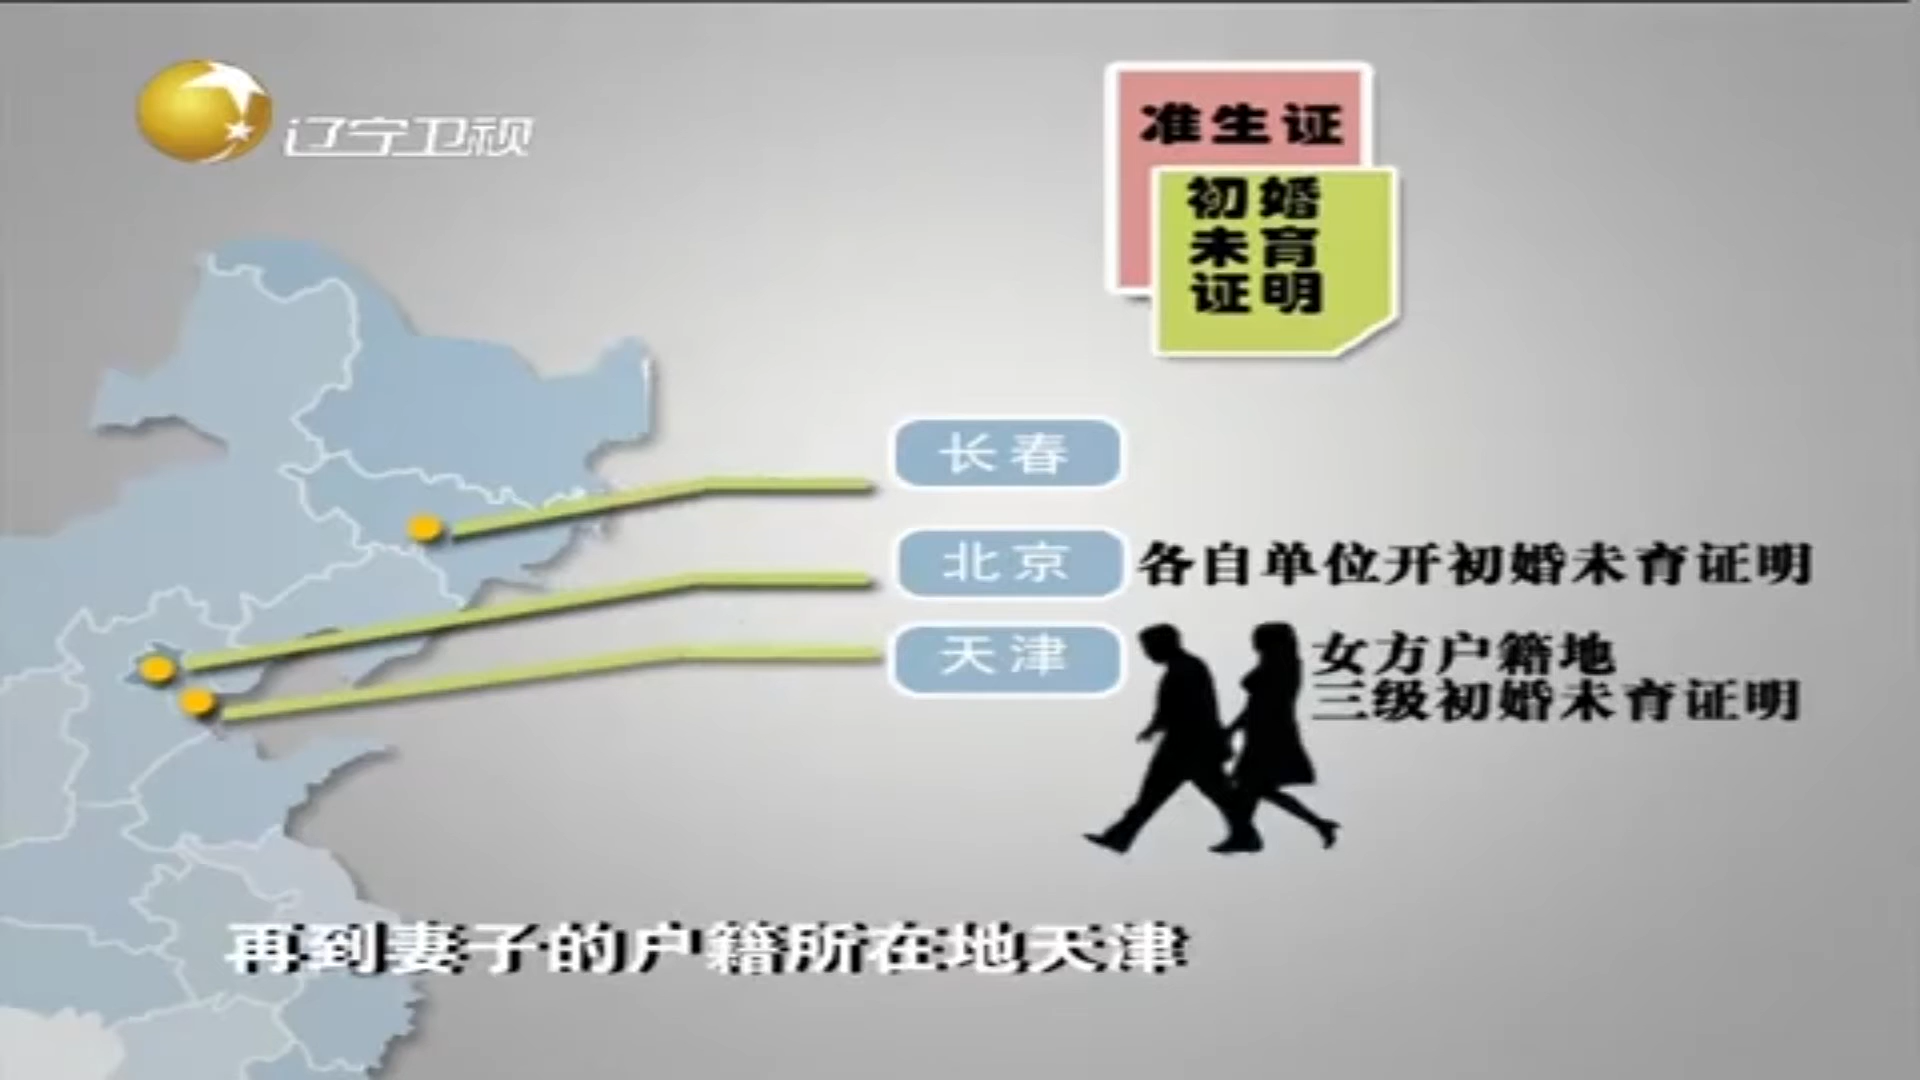 辽宁卫视
准生证
初婚
未育
证明
长春
北京
各自单位开初婚未育证明
天津
女方户籍地
三级初婚未育证明
再到妻子的户籍所在地天津